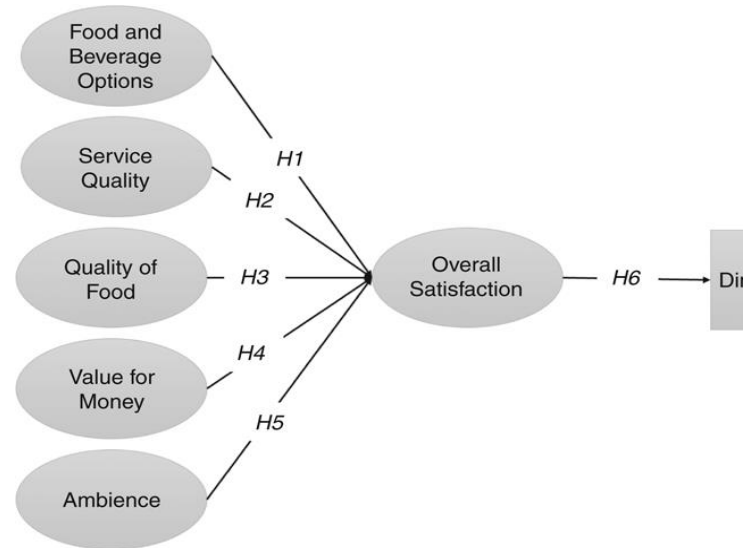 Food and
Beverage
Options
H1
Service
Quality
H2
Quality of
Food
H3
Overall
Satisfaction
H6
Value for
Money
H4
H5
Ambience